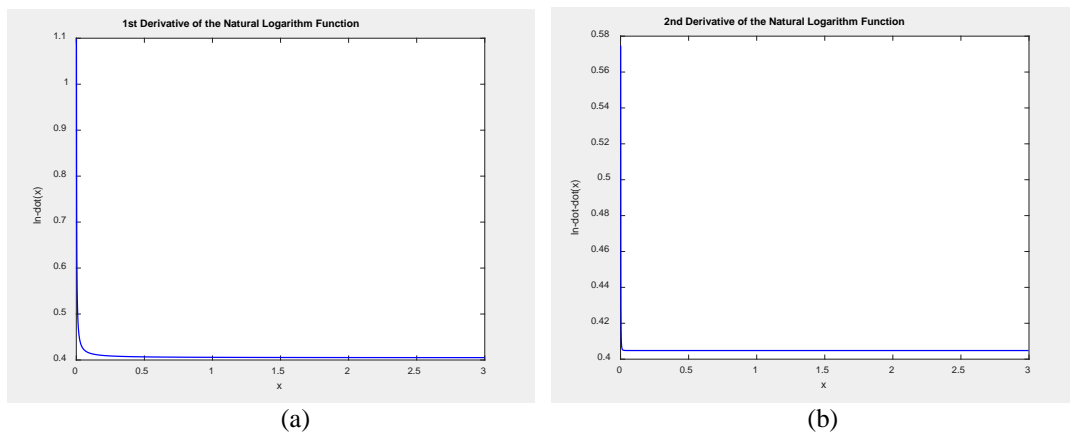 1st Derivative of the Natural Logarithm Function
1.1
1
0.9
0.8
0.7
0.6
0.5
0.4
ln-dot(x)
0 0.5 1 1.5 2 2.5 3
x
(a)
2nd Derivative of the Natural Logarithm Function
0.58
0.56
0.54
0.52
0.5
0.48
0.46
0.44
0.42
0.4
ln-dot-dot(x)
0 0.5 1 1.5 2 2.5 3
x
(b)